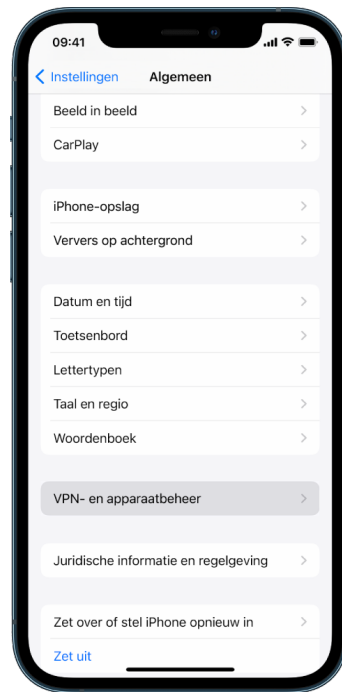 09:41
Instellingen
Algemeen
Beeld in beeld
CarPlay
iPhone-opslag
Ververs op achtergrond
Datum en tijd
Toetsenbord
Lettertypen
Taal en regio
Woordenboek
VPN- en apparaatbeheer
Juridische informatie en regelgeving
Zet over of stel iPhone opnieuw in
Zet uit